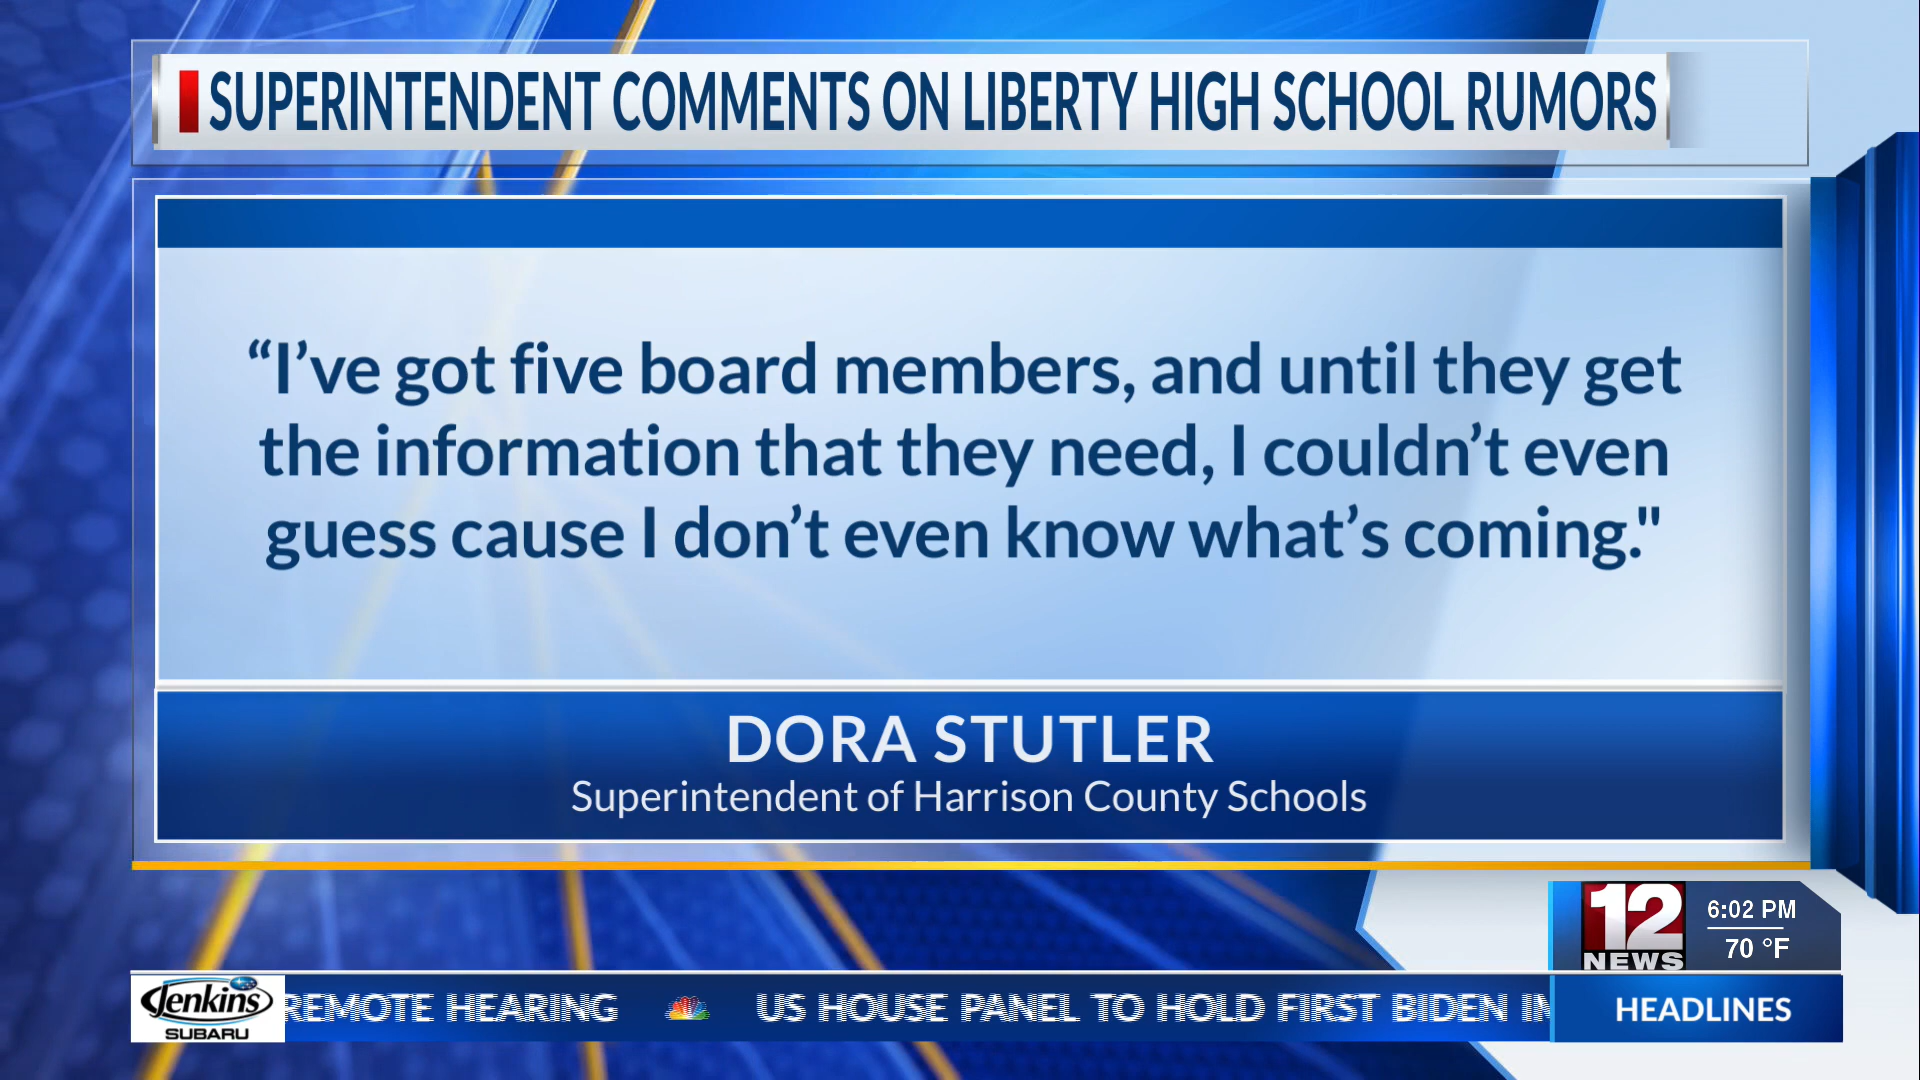 SUPERINTENDENT COMMENTS ON LIBERTY HIGH SCHOOL RUMORS
“I’ve got five board members, and until they get
the information that they need, I couldn’t even
guess cause I don’t even know what’s coming."
DORA STUTLER
Superintendent of Harrison County Schools
12
NEWS
6:02 PM
70 °F
Jenkins
SUBARU
REMOTE HEARING US HOUSE PANEL TO HOLD FIRST BIDEN
HEADLINES